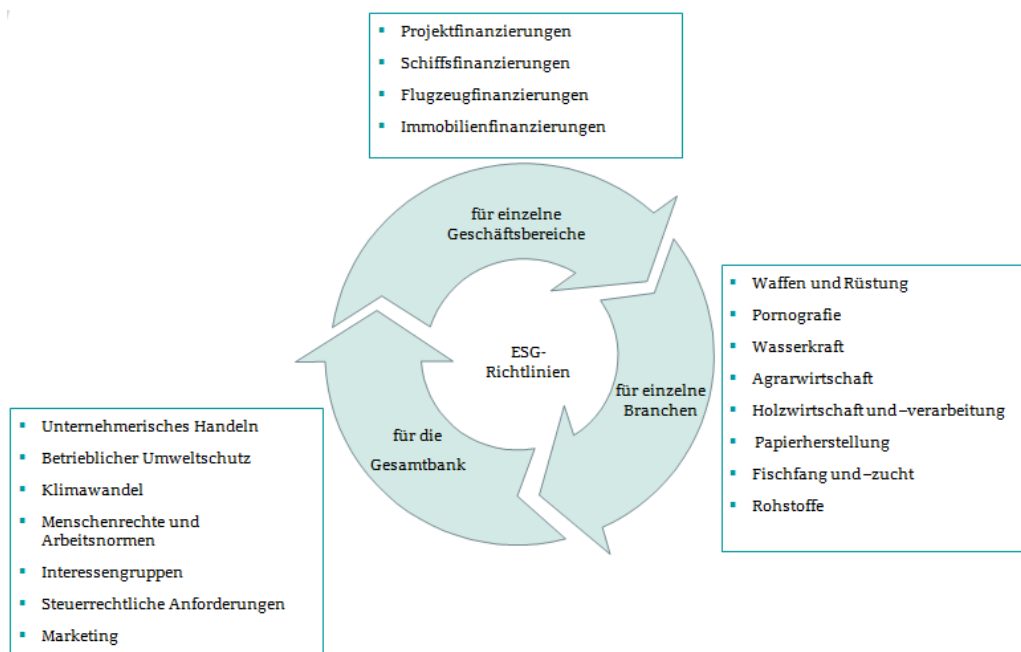 Projektfinanzierungen
Schiffsfinanzierungen
Flugzeugfinanzierungen
Immobilienfinanzierungen
für einzelne
Geschäftsbereiche
Waffen und Rüstung
Pornografie
Wasserkraft
Agrarwirtschaft
Holzwirtschaft und –verarbeitung
Papierherstellung
Fischfang und –zucht
Rohstoffe
ESG-
Richtlinien
für einzelne
Branchen
für die
Gesamtbank
Unternehmerisches Handeln
Betrieblicher Umweltschutz
Klimawandel
Menschenrechte und
Arbeitsnormen
Interessengruppen
Steuerrechtliche Anforderungen
Marketing